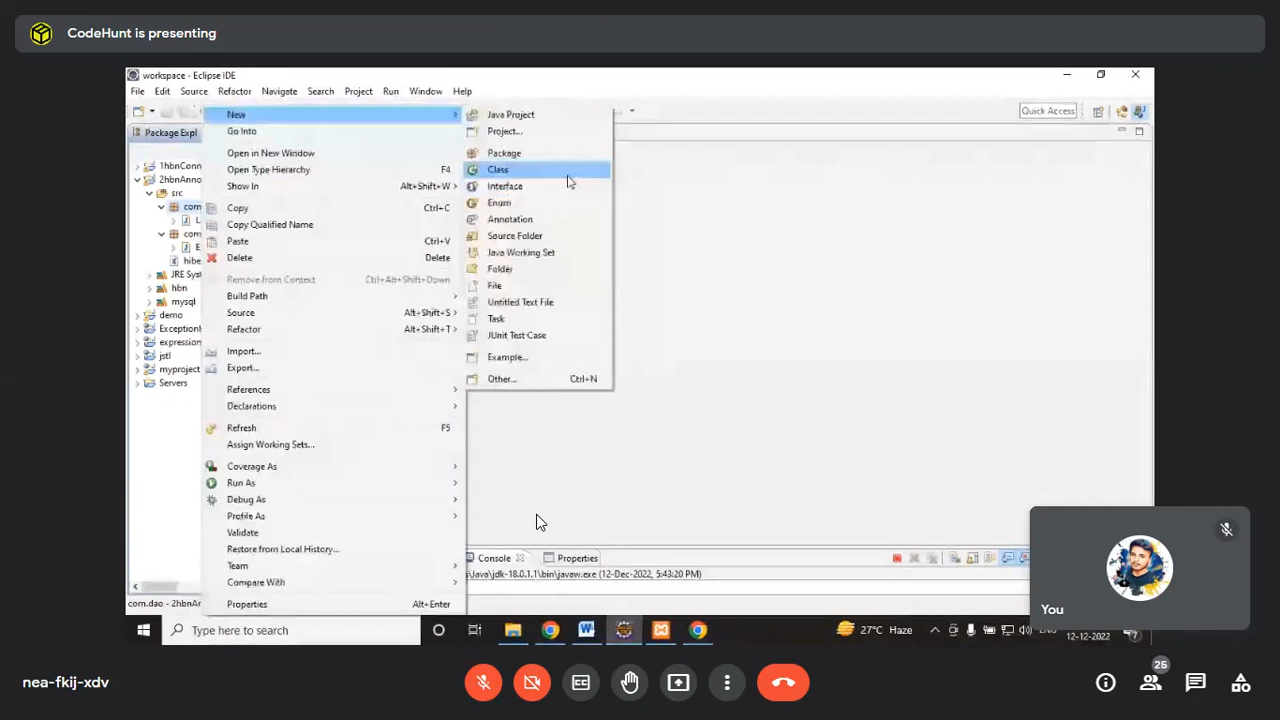 CodeHunt is presenting
workspace - Eclipse IDE
File Edit Source Refactor Navigate Search Project Run Window Help
Quick Access
Package Expl
1hbnConn
2hbnAnno
src
com
L
com
E
hibe
JRE Sys
hbn
mysql
demo
Exception
expression
jstl
myproject
Servers
New
Go Into
Open in New Window
Open Type Hierarchy F4
Show In Alt+Shift+W
Copy Ctrl+C
Copy Qualified Name
Paste Ctrl+V
Delete Delete
Remove from Context Ctrl+Alt+Shift+Down
Build Path
Source Alt+Shift+S
Refactor Alt+Shift+T
Import...
Export...
References
Declarations
Refresh F5
Assign Working Sets...
Coverage As
Run As
Debug As
Profile As
Validate
Restore from Local History...
Team
Compare With
Properties Alt+Enter
Java Project
Project...
Package
Class
Interface
Enum
Annotation
Source Folder
Java Working Set
Folder
File
Untitled Text File
Task
JUnit Test Case
Example...
Other... Ctrl+N
Console Properties
s\Java\jdk-18.0.1.1\bin\javaw.exe (12-Dec-2022, 5:43:20 PM)
com.dao - 2hbnAn
Type here to search
27°C Haze
12-12-2022
7
You
nea-fkij-xdv
25